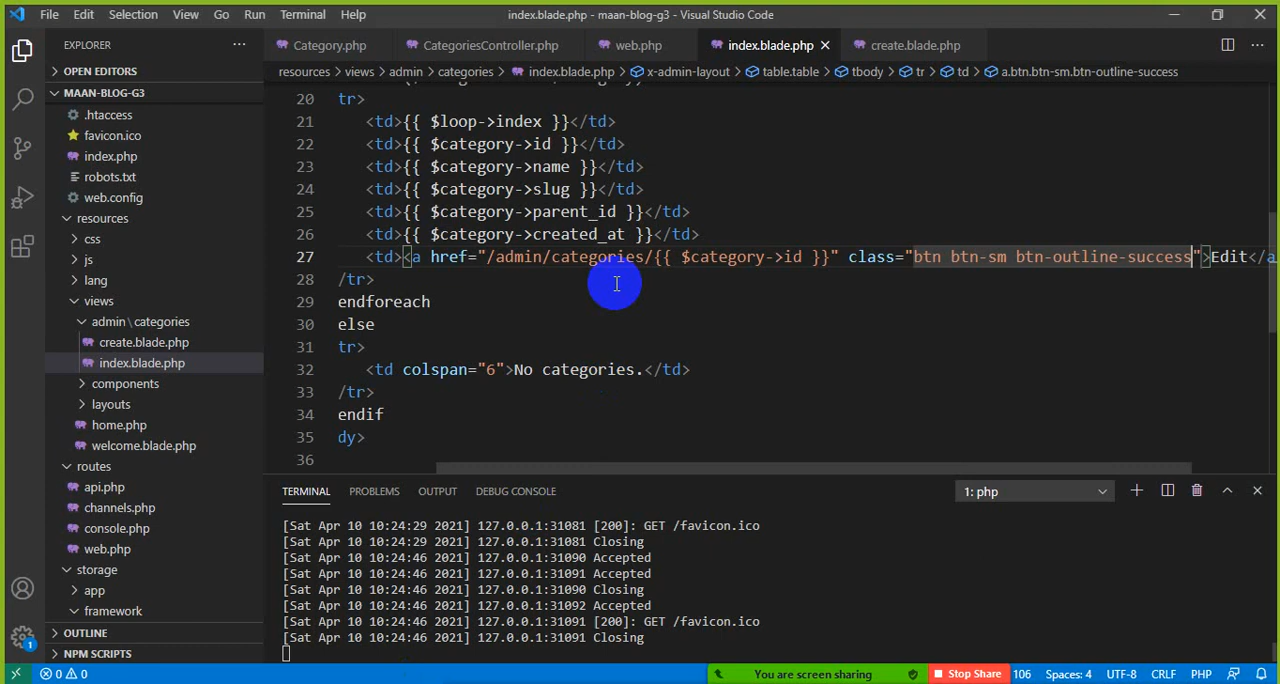 File Edit Selection View Go Run Terminal Help index.blade.php - maan-blog-g3 - Visual Studio Code
EXPLORER ... Category.php CategoriesController.php web.php index.blade.php create.blade.php
OPEN EDITORS
resources > views > admin > categories > index.blade.php > x-admin-layout > table.table > tbody > tr > td > a.btn.btn-sm.btn-outline-success
MAAN-BLOG-G3
.htaccess
favicon.ico
index.php
robots.txt
web.config
resources
css
js
lang
views
admin\categories
create.blade.php
index.blade.php
components
layouts
home.php
welcome.blade.php
routes
api.php
channels.php
console.php
web.php
storage
app
framework
OUTLINE
NPM SCRIPTS
20 tr>
21 <td>{{ $loop->index }}</td>
22 <td>{{ $category->id }}</td>
23 <td>{{ $category->name }}</td>
24 <td>{{ $category->slug }}</td>
25 <td>{{ $category->parent_id }}</td>
26 <td>{{ $category->created_at }}</td>
27 <td><a href="/admin/categories/{{ $category->id }}" class="btn btn-sm btn-outline-success">Edit</a
28 /tr>
29 endforeach
30 else
31 tr>
32 <td colspan="6">No categories.</td>
33 /tr>
34 endif
35 dy>
36
TERMINAL PROBLEMS OUTPUT DEBUG CONSOLE 1: php
[Sat Apr 10 10:24:29 2021] 127.0.0.1:31081 [200]: GET /favicon.ico
[Sat Apr 10 10:24:29 2021] 127.0.0.1:31081 Closing
[Sat Apr 10 10:24:46 2021] 127.0.0.1:31090 Accepted
[Sat Apr 10 10:24:46 2021] 127.0.0.1:31091 Accepted
[Sat Apr 10 10:24:46 2021] 127.0.0.1:31090 Closing
[Sat Apr 10 10:24:46 2021] 127.0.0.1:31092 Accepted
[Sat Apr 10 10:24:46 2021] 127.0.0.1:31091 [200]: GET /favicon.ico
[Sat Apr 10 10:24:46 2021] 127.0.0.1:31091 Closing
0 0 You are screen sharing Stop Share 106 Spaces: 4 UTF-8 CRLF PHP
1